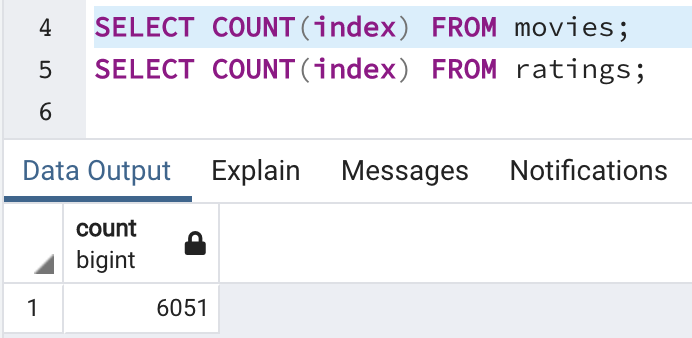 4 SELECT COUNT(index) FROM movies;
5 SELECT COUNT(index) FROM ratings;
6
Data Output Explain Messages Notifications
count
bigint
1 6051